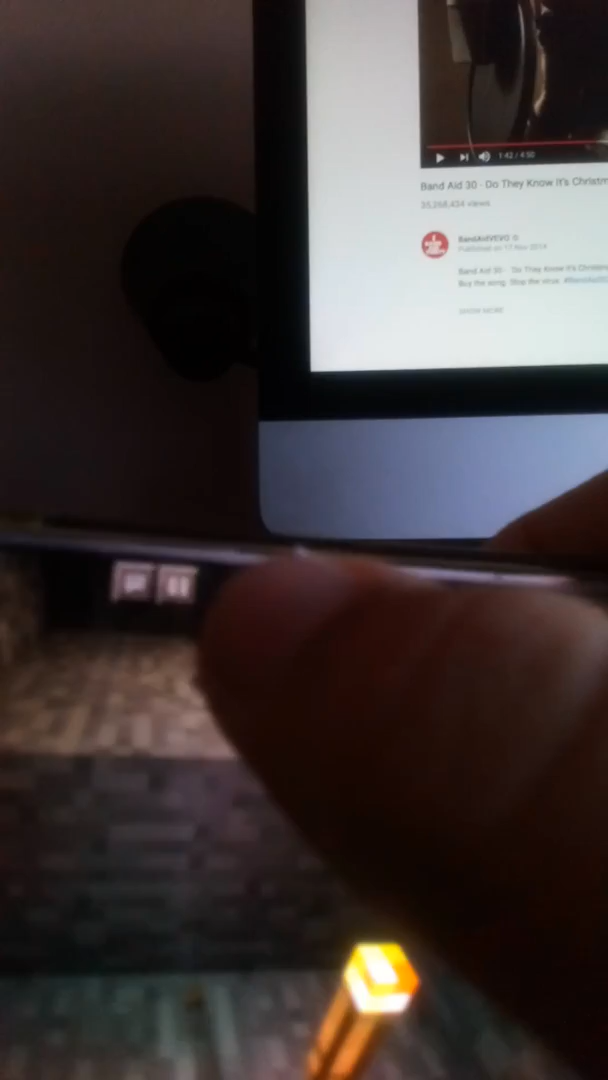 1:42 / 4:50
Band Aid 30 - Do They Know It's Christm
35,268,434 views
BandAidVEVO
Published on 17 Nov 2014
Band Aid 30 - Do They Know It's Christma
Buy the song. Stop the virus. #BandAid30
SHOW MORE